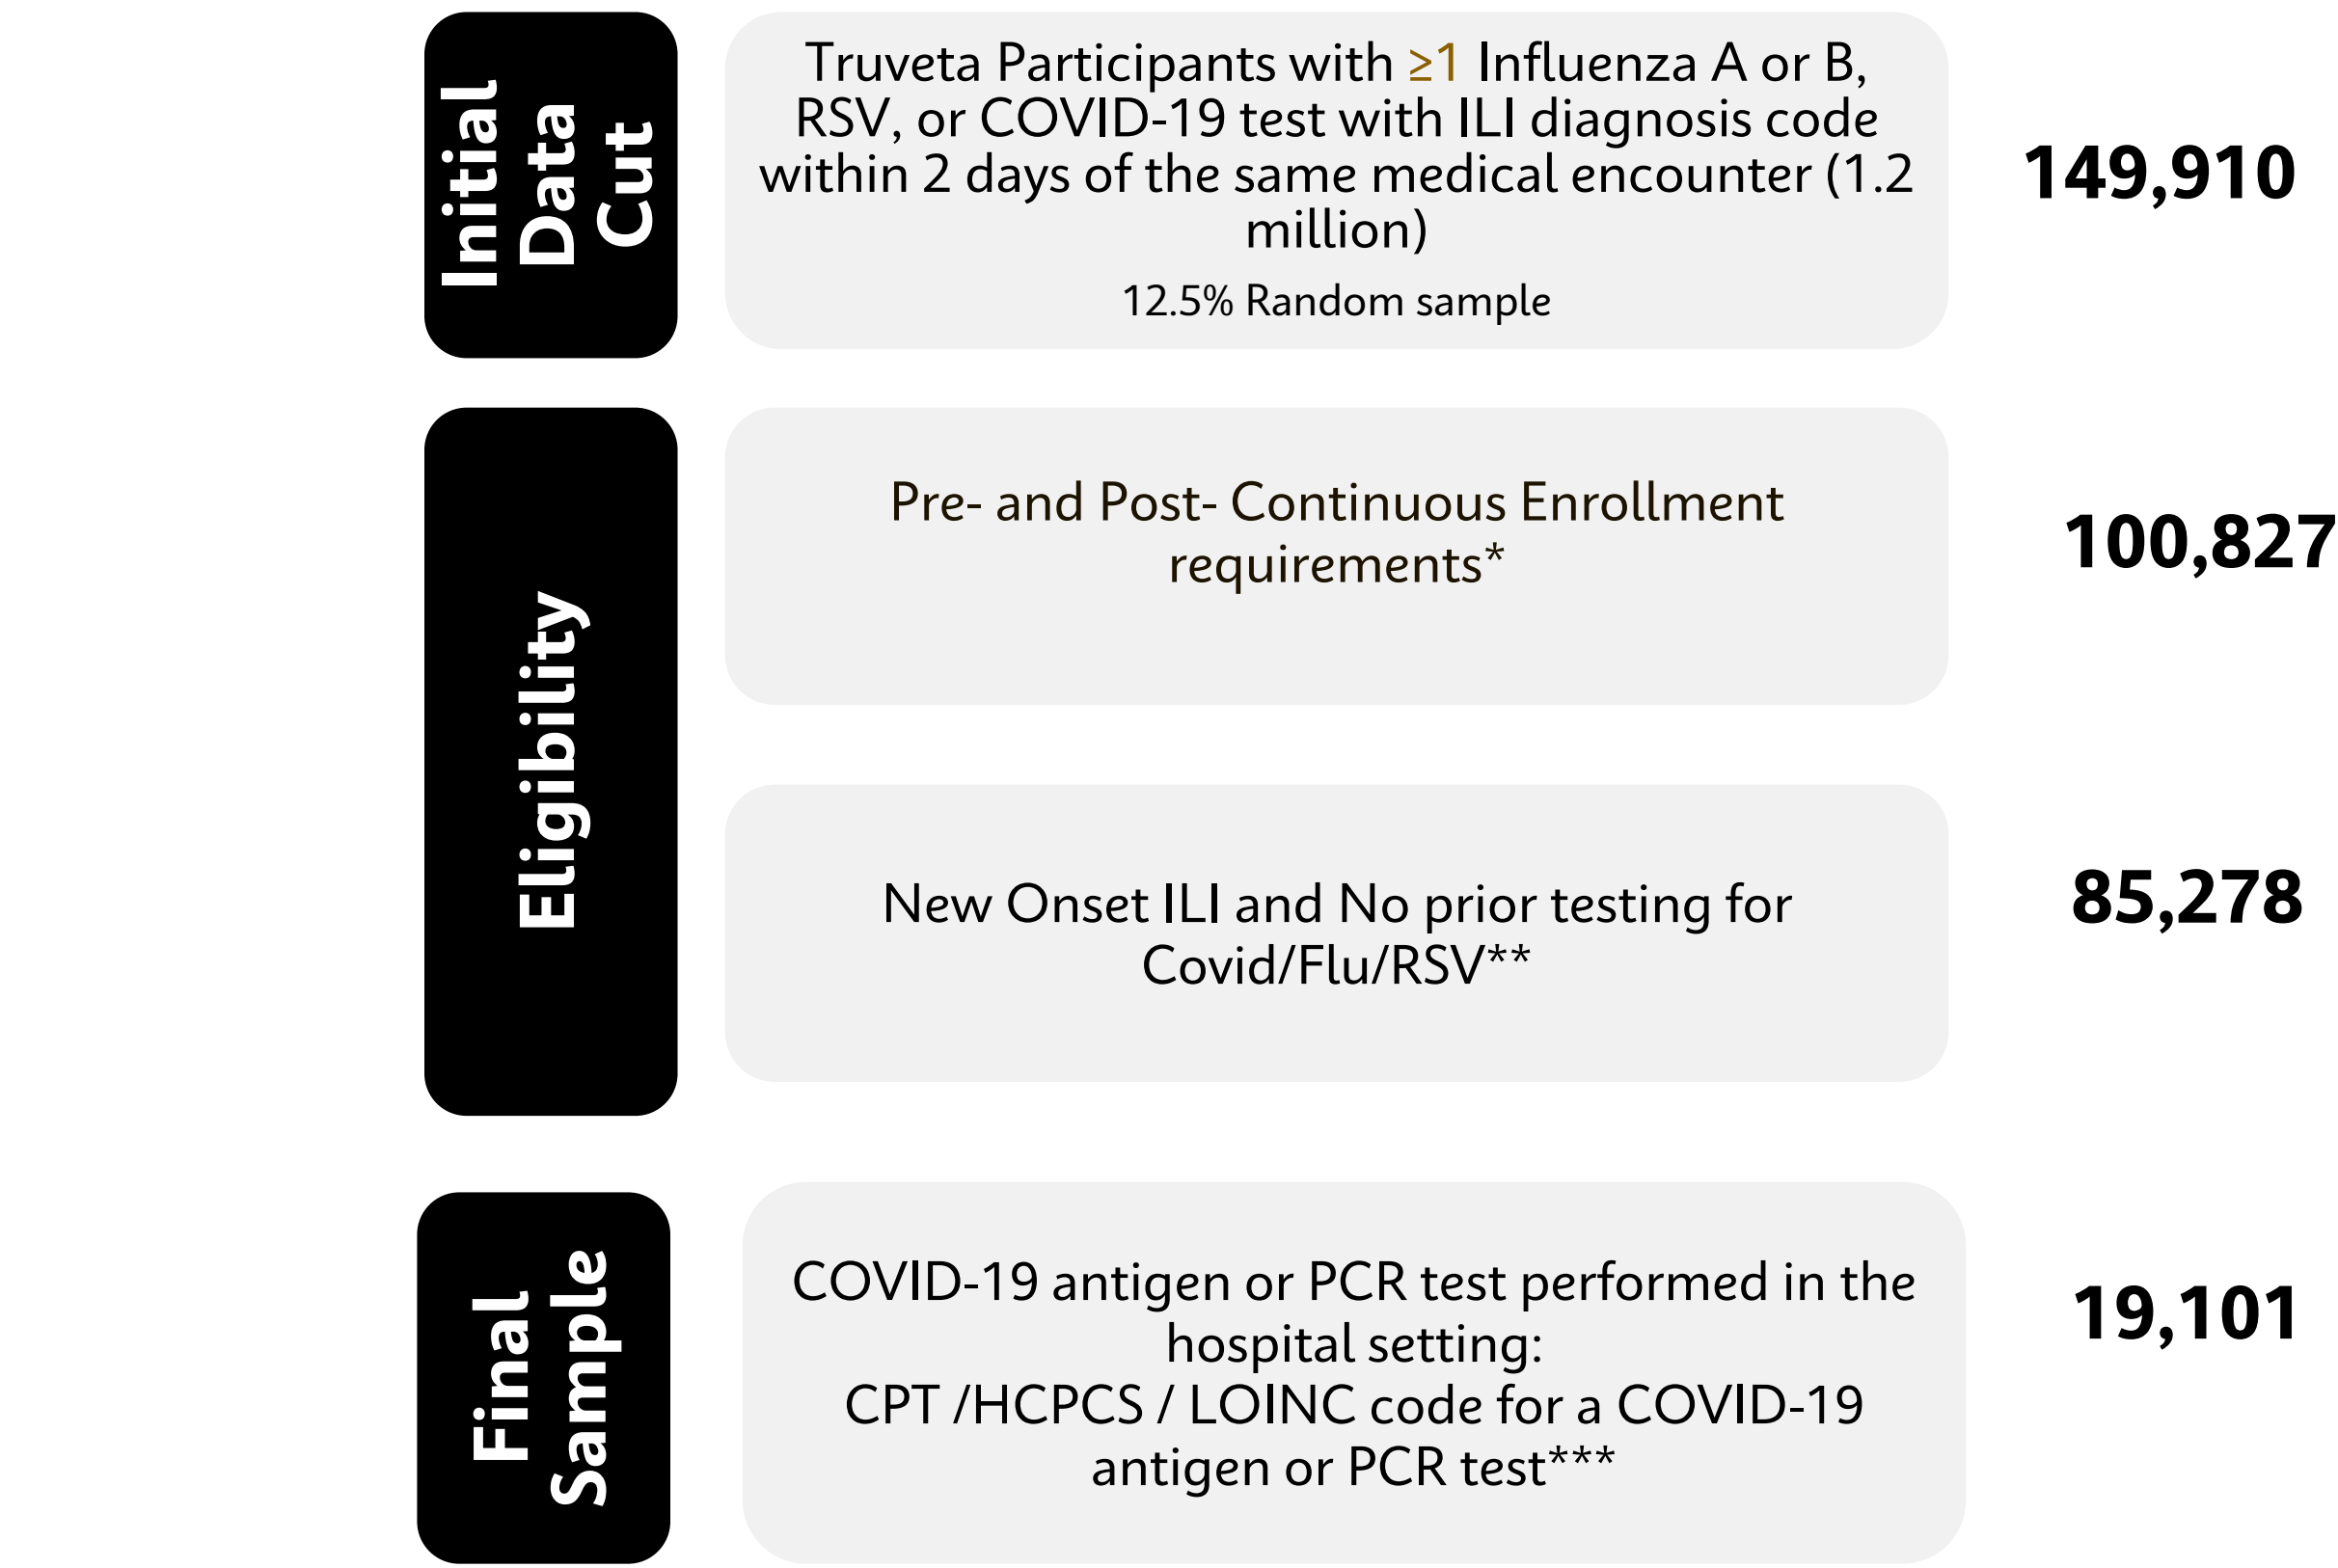 Initial
Data
Cut
Truveta Participants with ≥1 Influenza A or B,
RSV, or COVID-19 test with ILI diagnosis code
within 2 days of the same medical encounter (1.2
million)
12.5% Random sample
149,910
Eligibility
Pre- and Post- Continuous Enrollment
requirements*
100,827
New Onset ILI and No prior testing for
Covid/Flu/RSV**
85,278
Final
Sample
COVID-19 antigen or PCR test performed in the
hospital setting:
CPT /HCPCS / LOINC code for a COVID-19
antigen or PCR test***
19,101